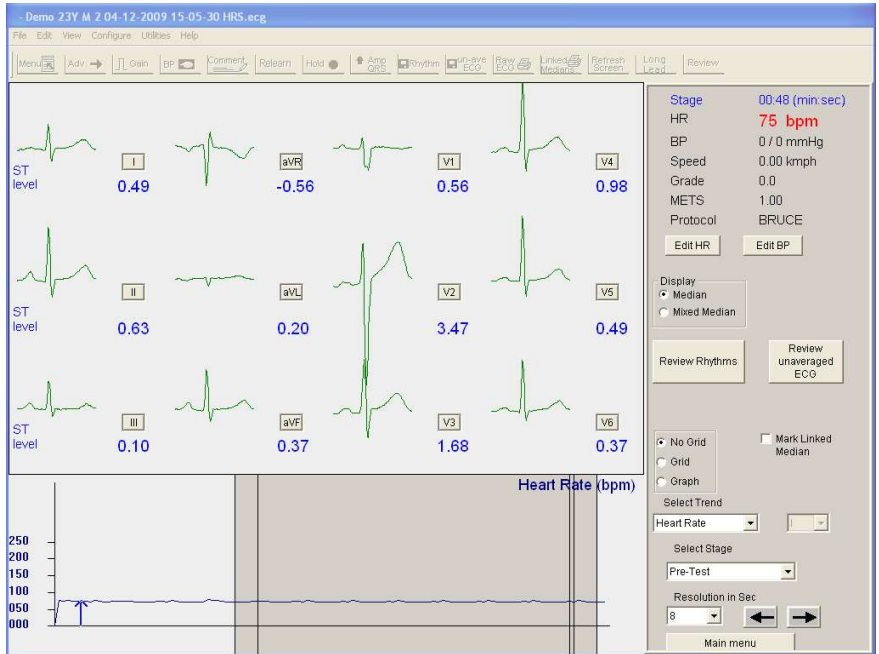 - Demo 23Y M 2 04-12-2009 15-05-30 HRS.ecg
File Edit View Configure Utilities Help
Menu Adv Gain BP Comment Relearn Hold Amp QRS Rhythm un-ave ECG Raw ECG Linked Medians Refresh Screen Long Lead Review
ST level I 0.49 aVR -0.56 V1 0.56 V4 0.98
ST level II 0.63 aVL 0.20 V2 3.47 V5 0.49
ST level III 0.10 aVF 0.37 V3 1.68 V6 0.37
Heart Rate (bpm)
250
200
150
100
050
000
Stage 00:48 (min:sec)
HR 75 bpm
BP 0 / 0 mmHg
Speed 0.00 kmph
Grade 0.0
METS 1.00
Protocol BRUCE
Edit HR Edit BP
Display
Median
Mixed Median
Review Rhythms
Review
unaveraged
ECG
No Grid
Grid
Graph
Mark Linked
Median
Select Trend
Heart Rate I
Select Stage
Pre-Test
Resolution in Sec
8
Main menu